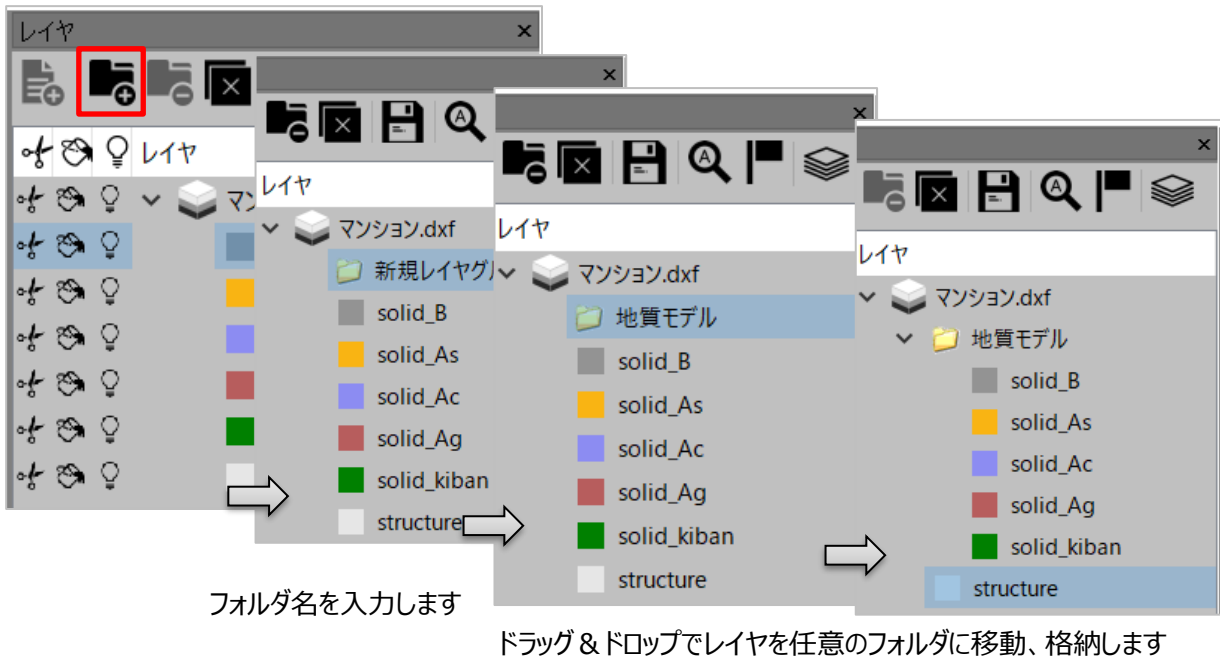 レイヤ
レイヤ
マン
レイヤ
マンション.dxf
新規レイヤグル
solid_B
solid_As
solid_Ac
solid_Ag
solid_kiban
structure
A
レイヤ
マンション.dxf
地質モデル
solid_B
solid_As
solid_Ac
solid_Ag
solid_kiban
structure
A
レイヤ
マンション.dxf
地質モデル
solid_B
solid_As
solid_Ac
solid_Ag
solid_kiban
structure
A
フォルダ名を入力します
ドラッグ&ドロップでレイヤを任意のフォルダに移動、格納します